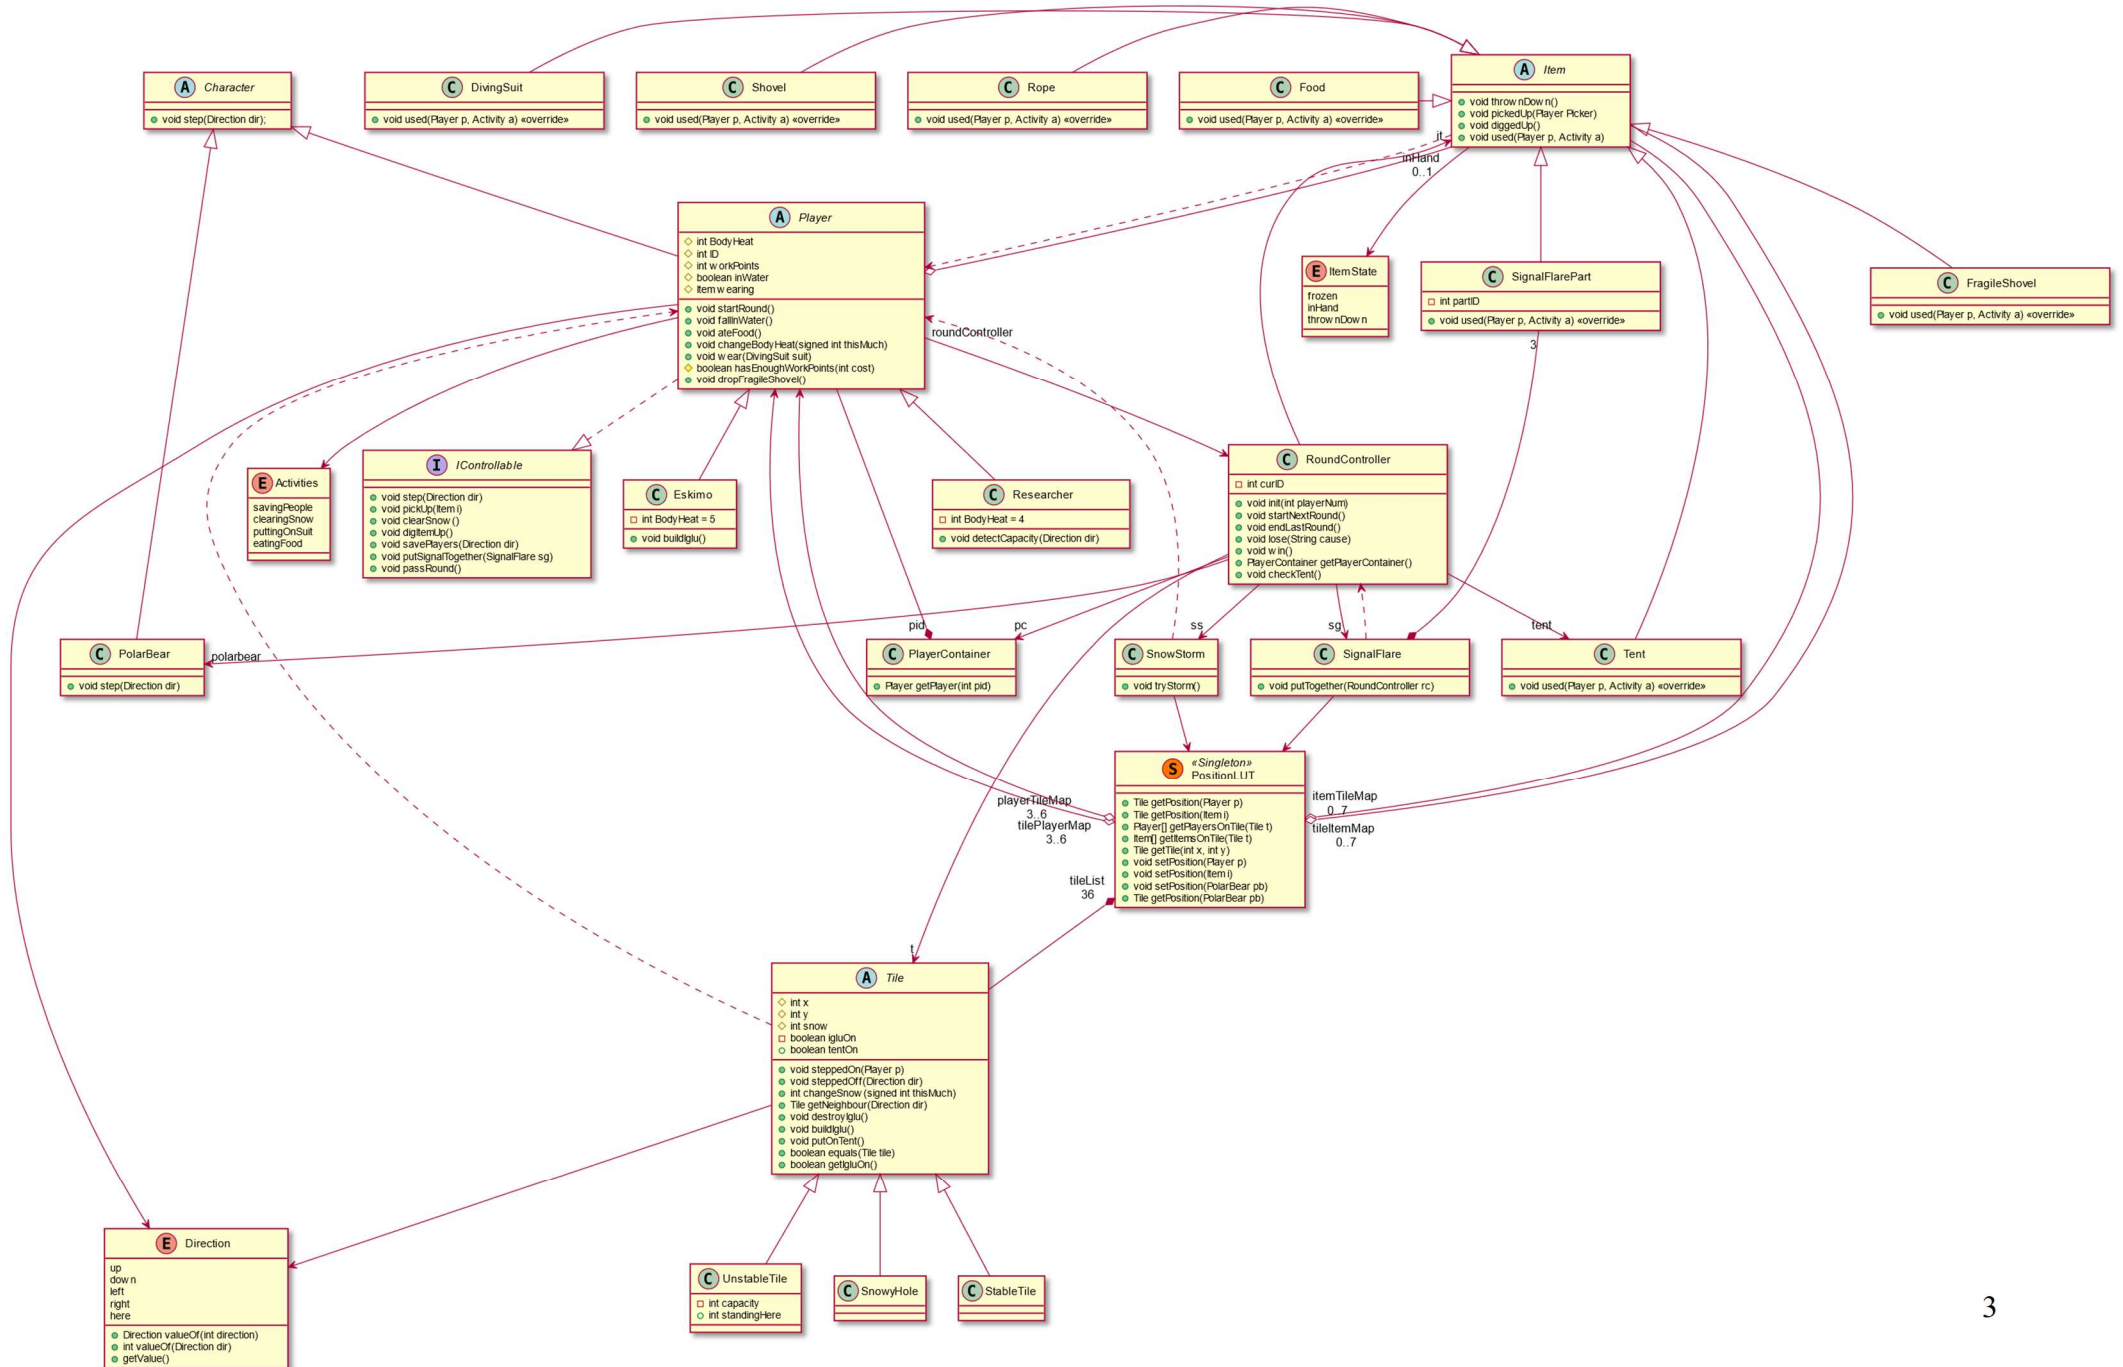 A Character
void step(Direction dir);
C DivingSuit
void used(Player p, Activity a) «override»
C Shovel
void used(Player p, Activity a) «override»
C Rope
void used(Player p, Activity a) «override»
C Food
void used(Player p, Activity a) «override»
A Item
void thrownDown()
void pickedUp(Player Picker)
void diggedUp()
void used(Player p, Activity a)
it
inHand
0..1
A Player
int BodyHeat
int ID
int workPoints
boolean inWater
Item wearing
void startRound()
void fallInWater()
void ateFood()
void changeBodyHeat(signed int thisMuch)
void wear(DivingSuit suit)
boolean hasEnoughWorkPoints(int cost)
void dropFragileShovel()
roundController
E ItemState
frozen
inHand
thrownDown
C SignalFlarePart
int partID
void used(Player p, Activity a) «override»
3
C FragileShovel
void used(Player p, Activity a) «override»
E Activities
savingPeople
clearingSnow
puttingOnSuit
eatingFood
I IControllable
void step(Direction dir)
void pickUp(Item i)
void clearSnow()
void digItemUp()
void savePlayers(Direction dir)
void putSignalTogether(SignalFlare sg)
void passRound()
C Eskimo
int BodyHeat = 5
void buildIglu()
C Researcher
int BodyHeat = 4
void detectCapacity(Direction dir)
C RoundController
int curID
void init(int playerNum)
void startNextRound()
void endLastRound()
void lose(String cause)
void win()
PlayerContainer getPlayerContainer()
void checkTent()
C PolarBear
void step(Direction dir)
polarbear
pid
pc
ss
sg
tent
C PlayerContainer
Player getPlayer(int pid)
C SnowStorm
void tryStorm()
C SignalFlare
void putTogether(RoundController rc)
C Tent
void used(Player p, Activity a) «override»
S «Singleton»
PositionLUT
Tile getPosition(Player p)
Tile getPosition(Item i)
Player[] getPlayersOnTile(Tile t)
Item[] getItemsOnTile(Tile t)
Tile getTile(int x, int y)
void setPosition(Player p)
void setPosition(Item i)
void setPosition(PolarBear pb)
Tile getPosition(PolarBear pb)
playerTileMap
3..6
tilePlayerMap
3..6
itemTileMap
0..7
tileItemMap
0..7
tileList
36
t
A Tile
int x
int y
int snow
boolean igluOn
boolean tentOn
void steppedOn(Player p)
void steppedOff(Direction dir)
int changeSnow(signed int thisMuch)
Tile getNeighbour(Direction dir)
void destroyIglu()
void buildIglu()
void putOnTent()
boolean equals(Tile tile)
boolean getIgluOn()
E Direction
up
down
left
right
here
Direction valueOf(int direction)
int valueOf(Direction dir)
getValue()
C UnstableTile
int capacity
int standingHere
C SnowyHole
C StableTile
3